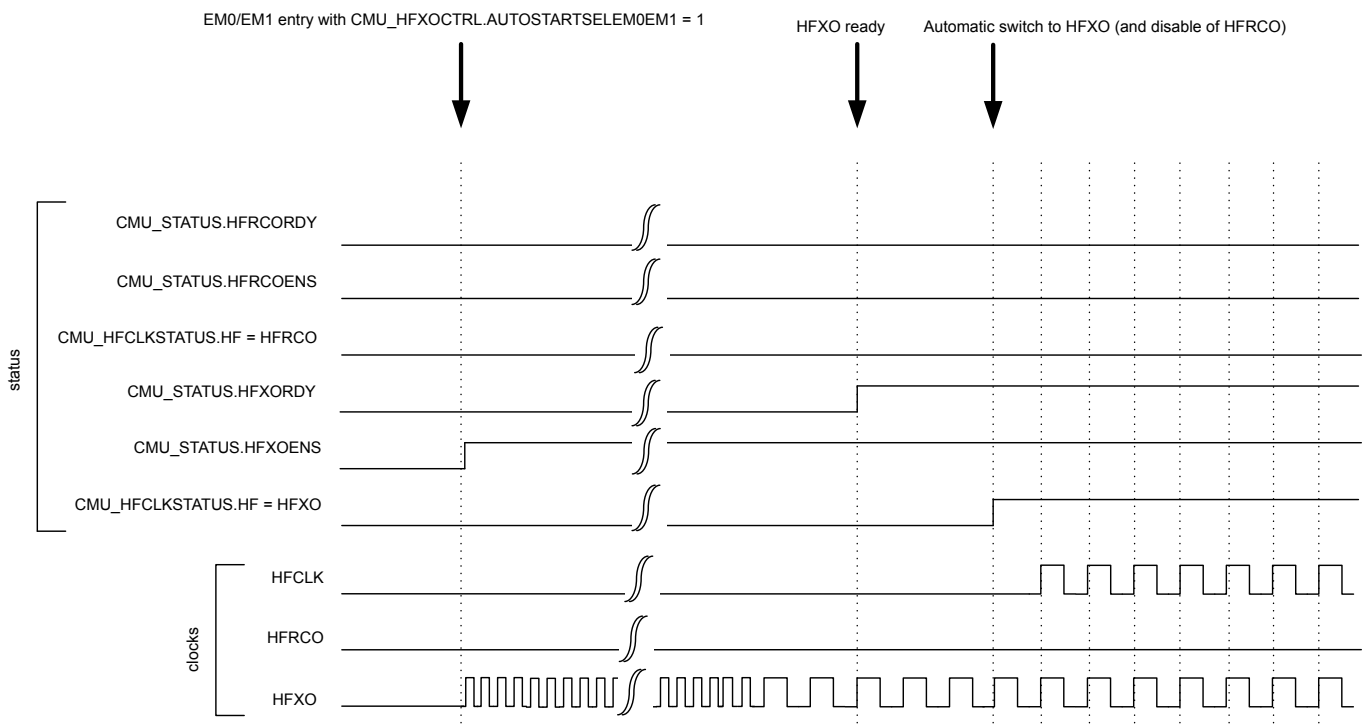 EM0/EM1 entry with CMU_HFXOCTRL.AUTOSTARTSELEM0EM1 = 1
HFXO ready
Automatic switch to HFXO (and disable of HFRCO)
status
CMU_STATUS.HFRCORDY
CMU_STATUS.HFRCOENS
CMU_HFCLKSTATUS.HF = HFRCO
CMU_STATUS.HFXORDY
CMU_STATUS.HFXOENS
CMU_HFCLKSTATUS.HF = HFXO
clocks
HFCLK
HFRCO
HFXO